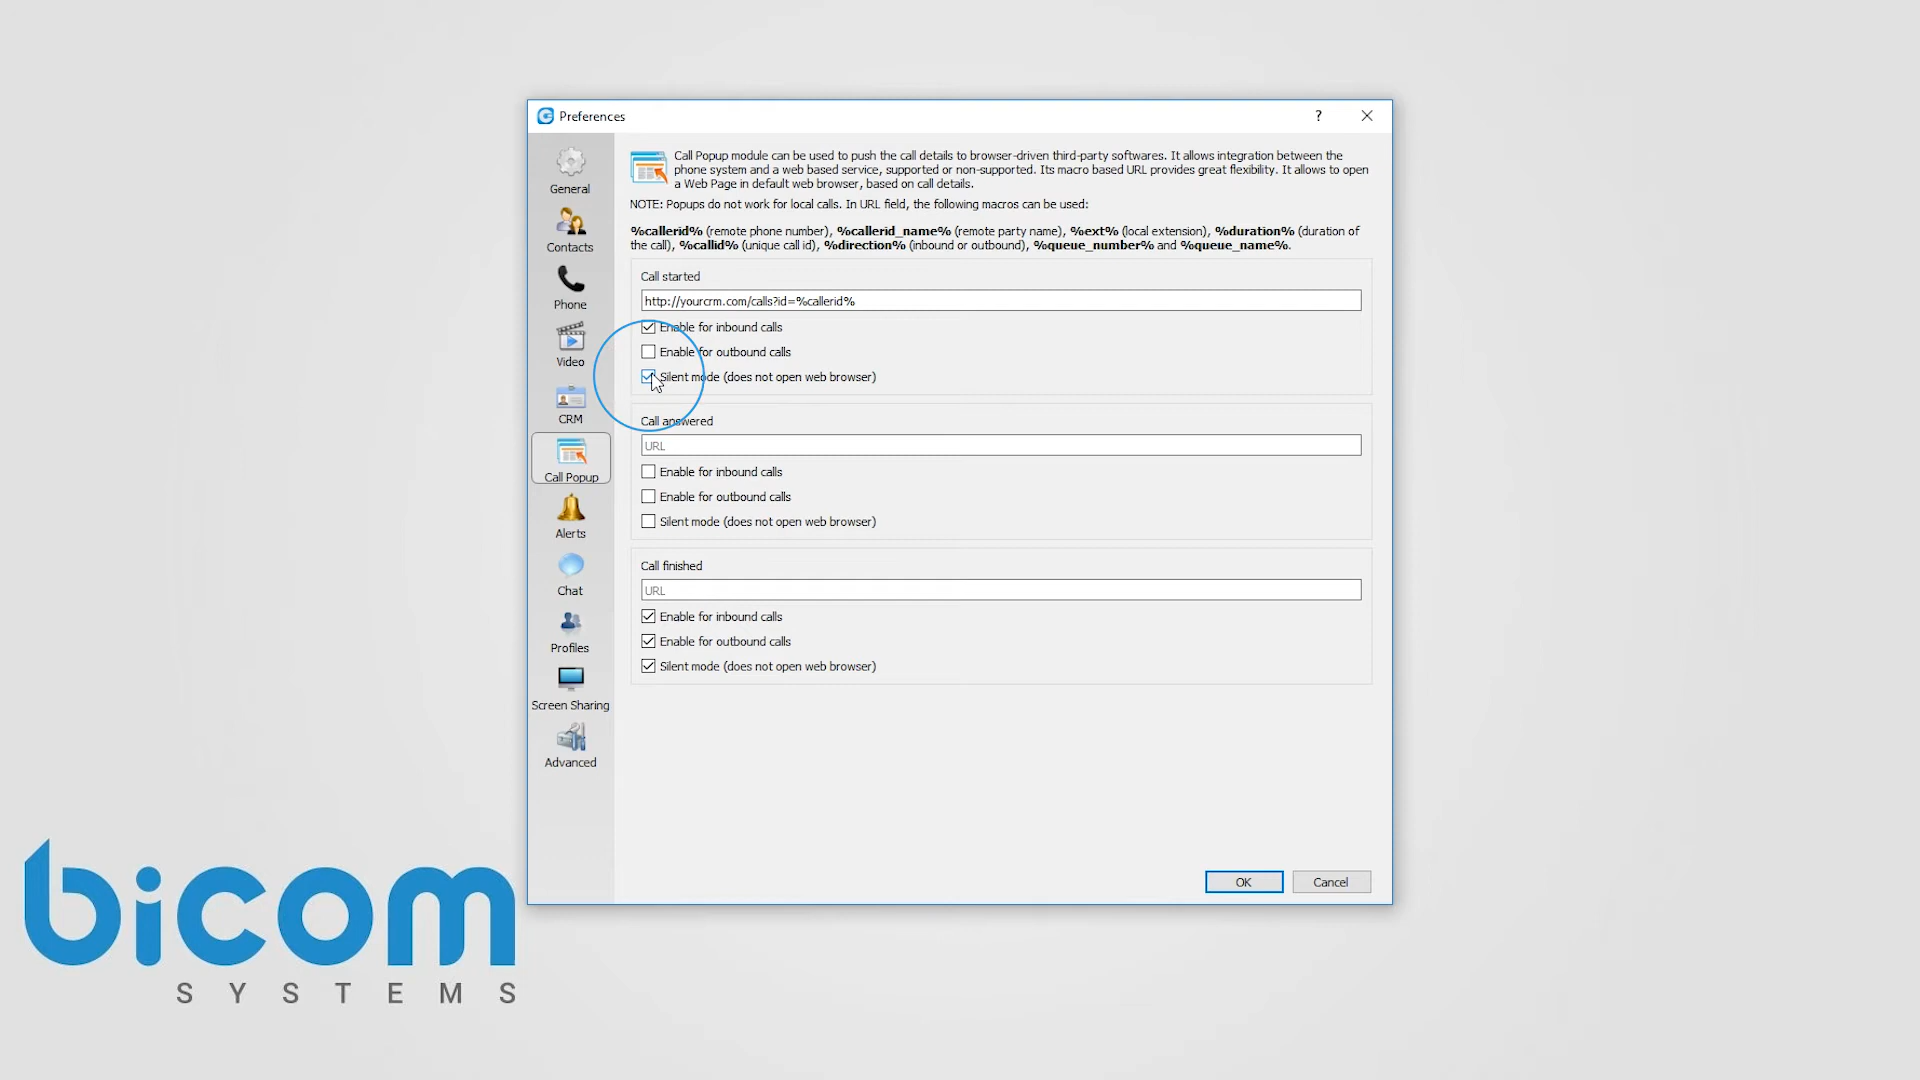 Preferences
?
General
Contacts
Phone
Video
CRM
Call Popup
Alerts
Chat
Profiles
Screen Sharing
Advanced
Call Popup module can be used to push the call details to browser-driven third-party softwares. It allows integration between the
phone system and a web based service, supported or non-supported. Its macro based URL provides great flexibility. It allows to open
a Web Page in default web browser, based on call details.
NOTE: Popups do not work for local calls. In URL field, the following macros can be used:
%callerid% (remote phone number), %callerid_name% (remote party name), %ext% (local extension), %duration% (duration of
the call), %callid% (unique call id), %direction% (inbound or outbound), %queue_number% and %queue_name%.
Call started
http://yourcrm.com/calls?id=%callerid%
Enable for inbound calls
Enable for outbound calls
Silent mode (does not open web browser)
Call answered
URL
Enable for inbound calls
Enable for outbound calls
Silent mode (does not open web browser)
Call finished
URL
Enable for inbound calls
Enable for outbound calls
Silent mode (does not open web browser)
OK
Cancel
bicom
SYSTEMS